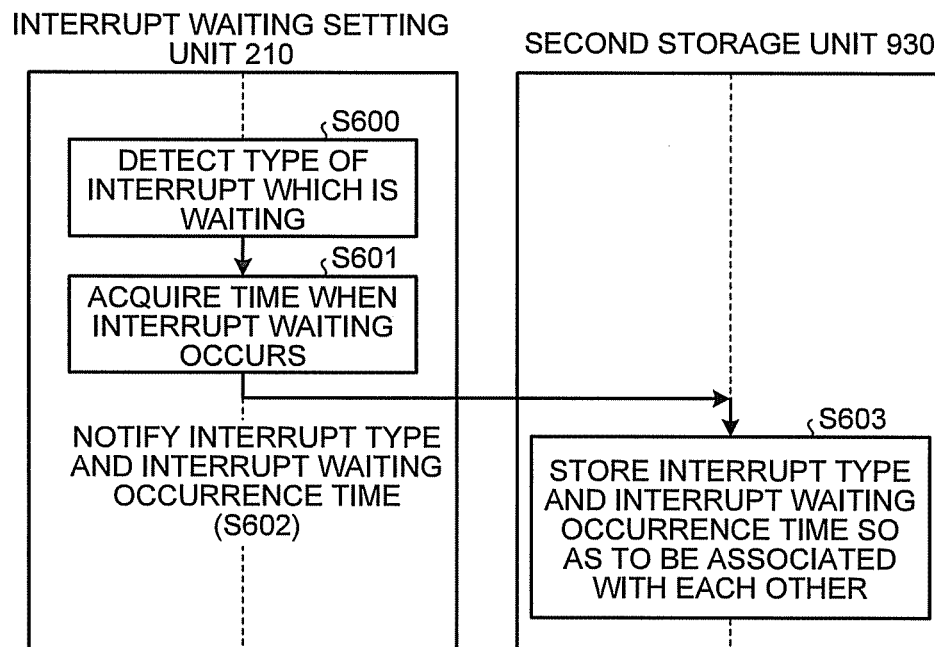 INTERRUPT WAITING SETTING
UNIT 210
SECOND STORAGE UNIT 930
S600
DETECT TYPE OF
INTERRUPT WHICH IS
WAITING
S601
ACQUIRE TIME WHEN
INTERRUPT WAITING
OCCURS
NOTIFY INTERRUPT TYPE
AND INTERRUPT WAITING
OCCURRENCE TIME
(S602)
S603
STORE INTERRUPT TYPE
AND INTERRUPT WAITING
OCCURRENCE TIME SO
AS TO BE ASSOCIATED
WITH EACH OTHER